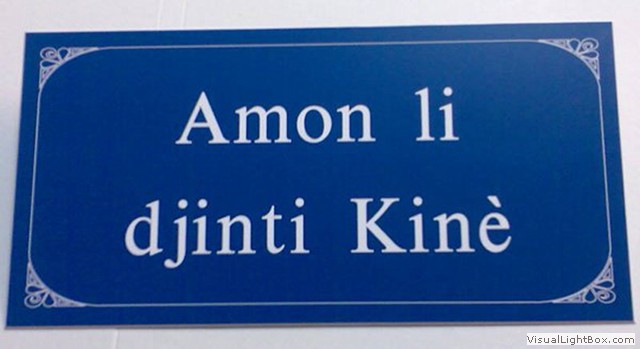 Amon li
djinti Kinè
VisualLightBox.com